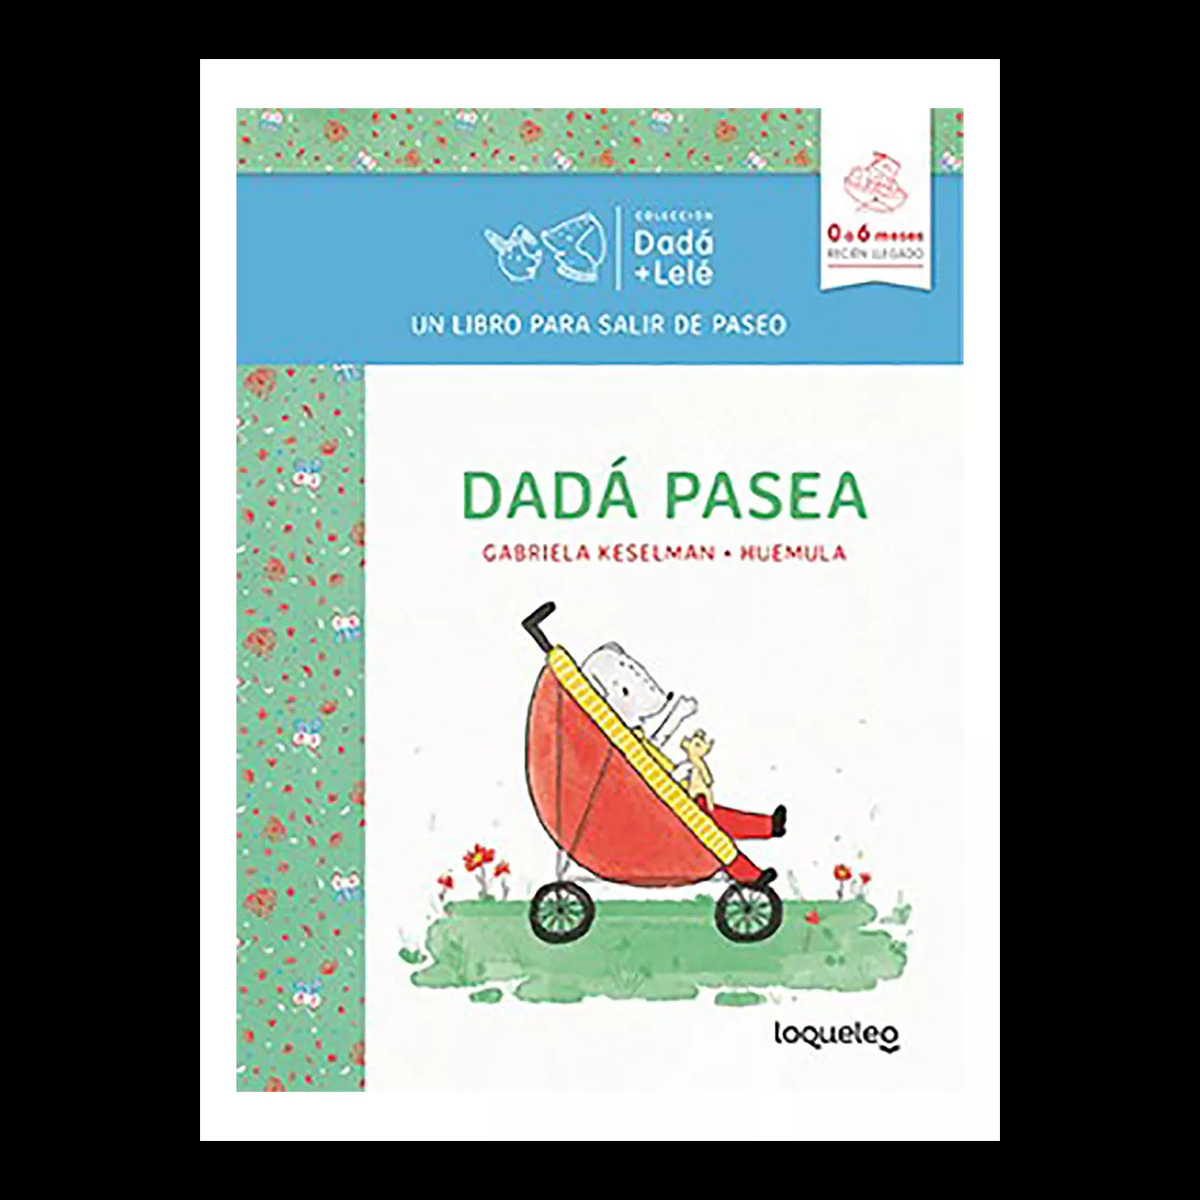 COLECCIÓN
Dadá
+Lelé
0 a 6 meses
RECIÉN LLEGADO
UN LIBRO PARA SALIR DE PASEO
DADÁ PASEA
GABRIELA KESELMAN • HUEMULA
loqueleo